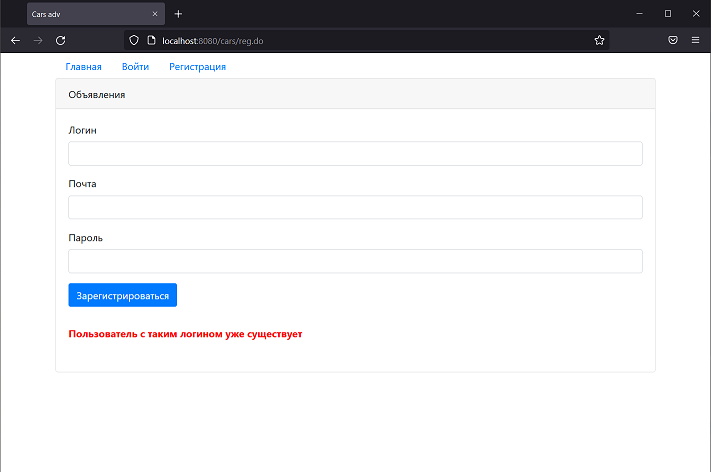 Cars adv
localhost:8080/cars/reg.do
Главная Войти Регистрация
Объявления
Логин
Почта
Пароль
Зарегистрироваться
Пользователь с таким логином уже существует